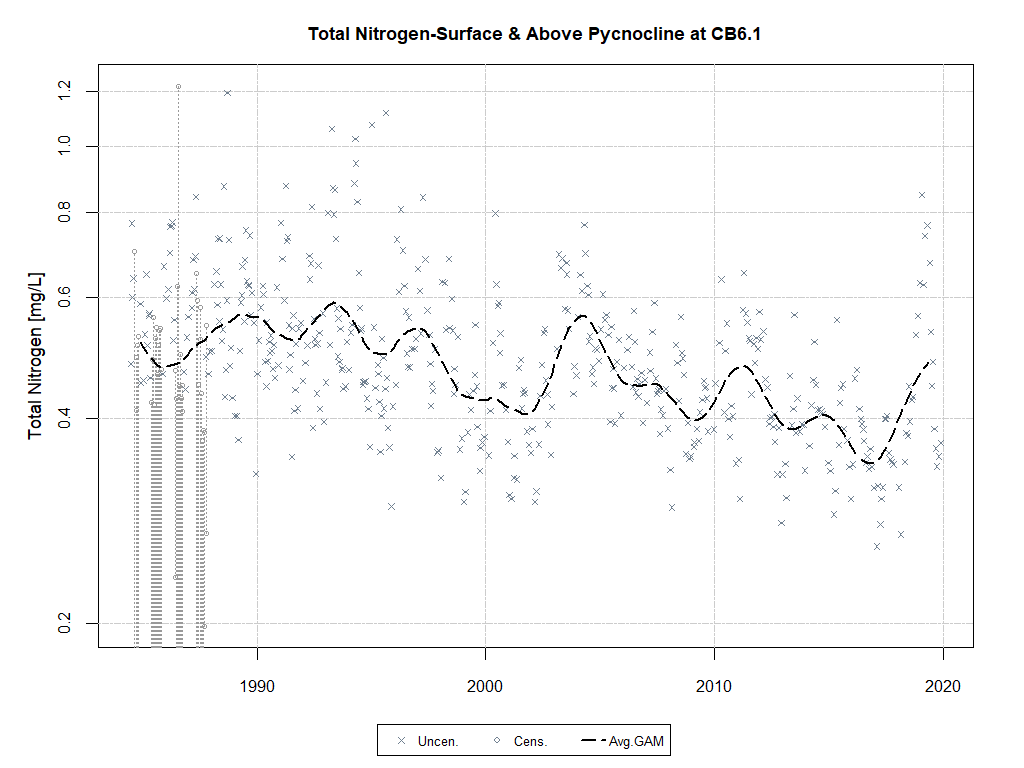 Total Nitrogen-Surface & Above Pycnocline at CB6.1
Total Nitrogen [mg/L]
1.2
1.0
0.8
0.6
0.4
0.2
1990 2000 2010 2020
Uncen. Cens. Avg.GAM